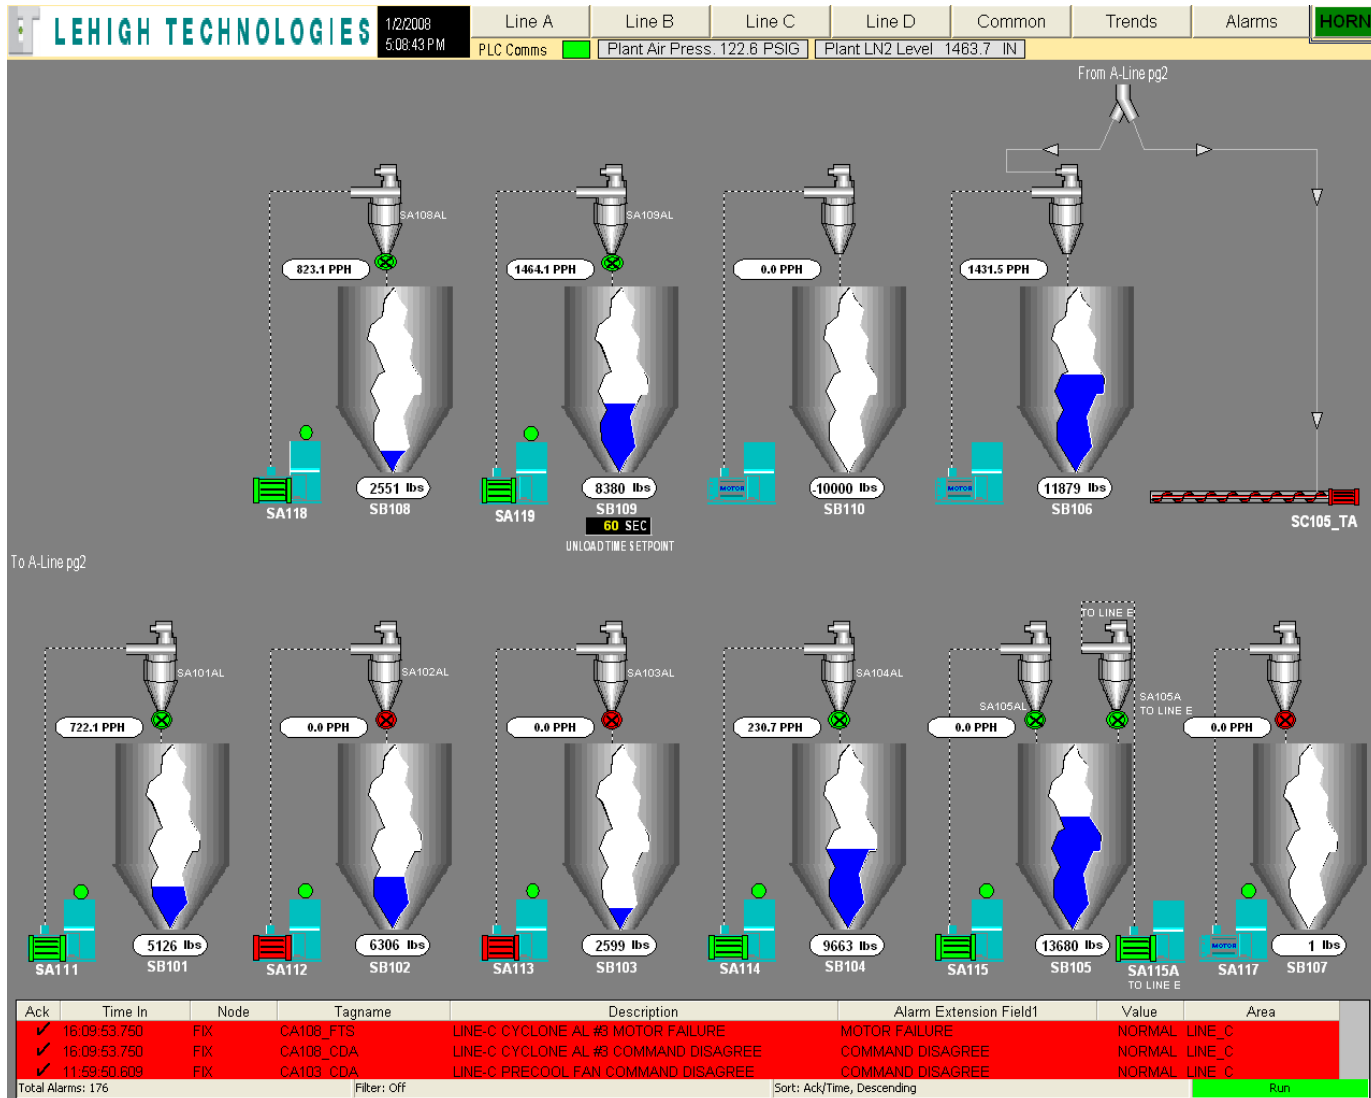 LEHIGH TECHNOLOGIES
1/2/2008
5:08:43 PM
Line A
Line B
Line C
Line D
Common
Trends
Alarms
HORN
PLC Comms
Plant Air Press. 122.6 PSIG
Plant LN2 Level 1463.7 IN
From A-Line pg2
SA108AL
SA109AL
823.1 PPH
1464.1 PPH
0.0 PPH
1431.5 PPH
MOTOR
MOTOR
2551 lbs
8380 lbs
-10000 lbs
11879 lbs
SA118
SB108
SA119
SB109
SB110
SB106
SC105_TA
60 SEC
UNLOAD TIME SETPOINT
To A-Line pg2
TO LINE E
SA101AL
SA102AL
SA103AL
SA104AL
SA105AL
SA105A
TO LINE E
722.1 PPH
0.0 PPH
0.0 PPH
230.7 PPH
0.0 PPH
0.0 PPH
MOTOR
5126 lbs
6306 lbs
2599 lbs
9663 lbs
13680 lbs
1 lbs
SA111
SB101
SA112
SB102
SA113
SB103
SA114
SB104
SA115
SB105
SA115A
TO LINE E
SA117
SB107
Ack Time In Node Tagname Description Alarm Extension Field1 Value Area
✓ 16:09:53.750 FIX CA108_FTS LINE-C CYCLONE AL #3 MOTOR FAILURE MOTOR FAILURE NORMAL LINE_C
✓ 16:09:53.750 FIX CA108_CDA LINE-C CYCLONE AL #3 COMMAND DISAGREE COMMAND DISAGREE NORMAL LINE_C
✓ 11:59:50.609 FIX CA103_CDA LINE-C PRECOOL FAN COMMAND DISAGREE COMMAND DISAGREE NORMAL LINE_C
Total Alarms: 176 Filter: Off Sort: Ack/Time, Descending Run